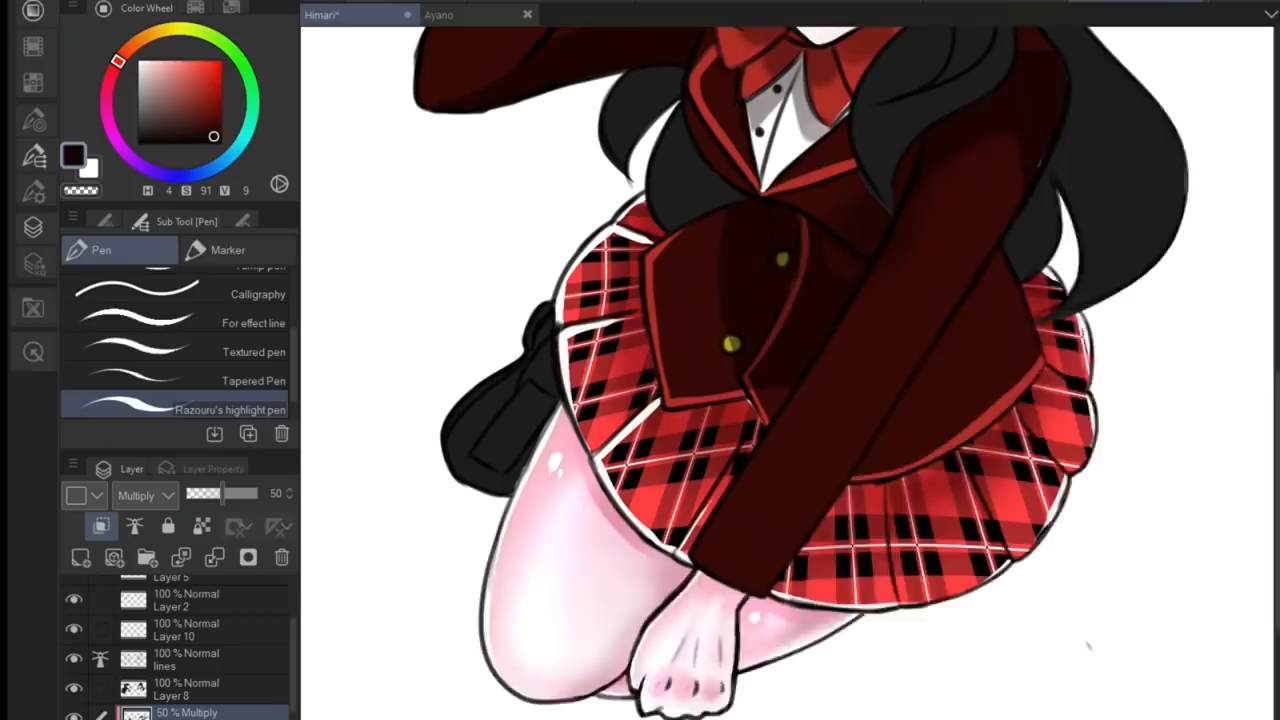 Color Wheel
Himari*
Ayano
H 4 S 91 V 9
Sub Tool [Pen]
Pen
Marker
Calligraphy
For effect line
Textured pen
Tapered Pen
Razouru's highlight pen
Layer
Layer Property
Multiply
50
Layer 5
100 % Normal
Layer 2
100 % Normal
Layer 10
100 % Normal
lines
100 % Normal
Layer 8
50 % Multiply